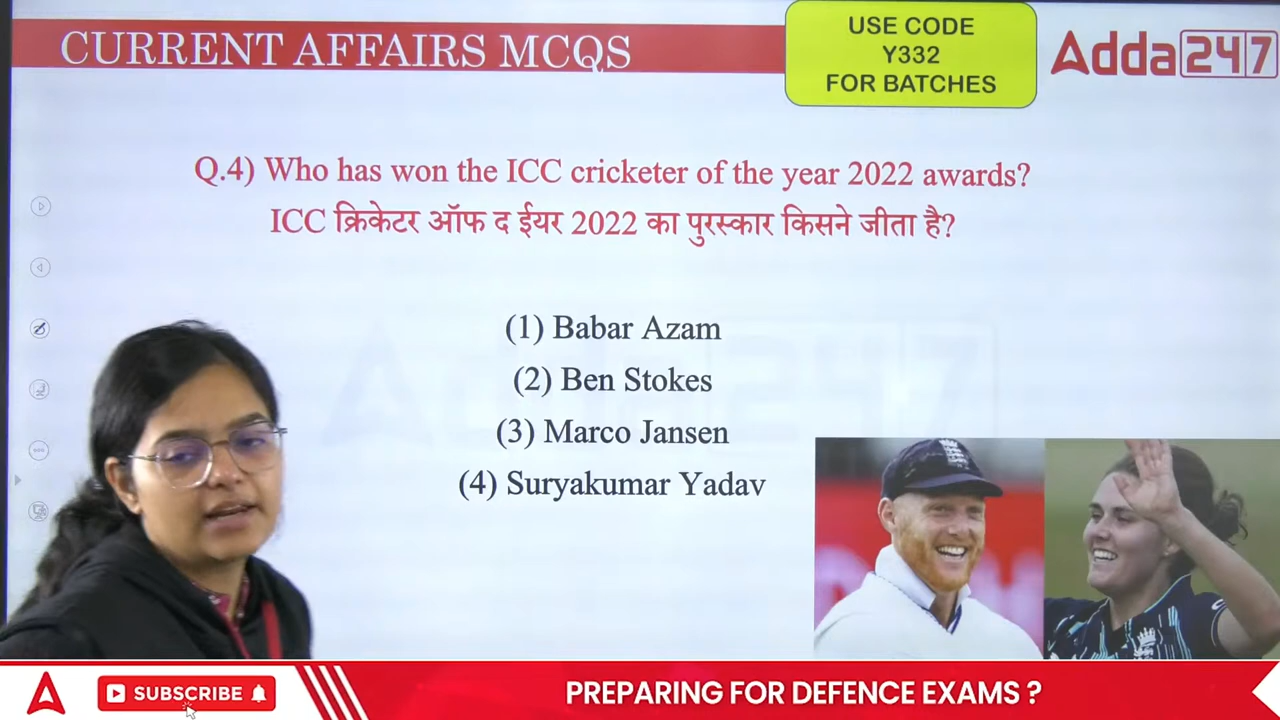 CURRENT AFFAIRS MCQS
USE CODE
Y332
FOR BATCHES
Adda247
Q.4) Who has won the ICC cricketer of the year 2022 awards?
ICC क्रिकेटर ऑफ द ईयर 2022 का पुरस्कार किसने जीता है?
(1) Babar Azam
(2) Ben Stokes
(3) Marco Jansen
(4) Suryakumar Yadav
Adda247
SUBSCRIBE
PREPARING FOR DEFENCE EXAMS ?